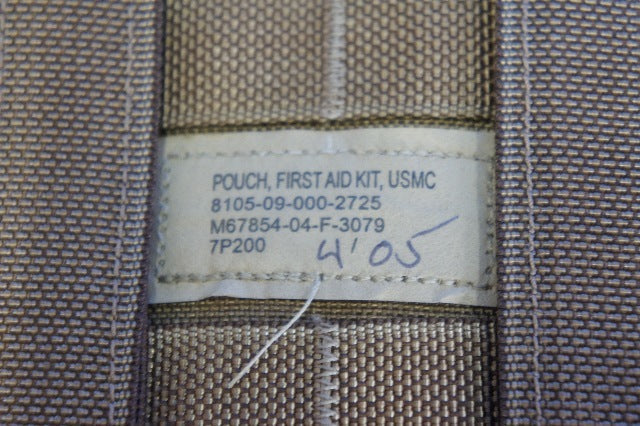 POUCH, FIRST AID KIT, USMC
8105-09-000-2725
M67854-04-F-3079
7P200 4'05